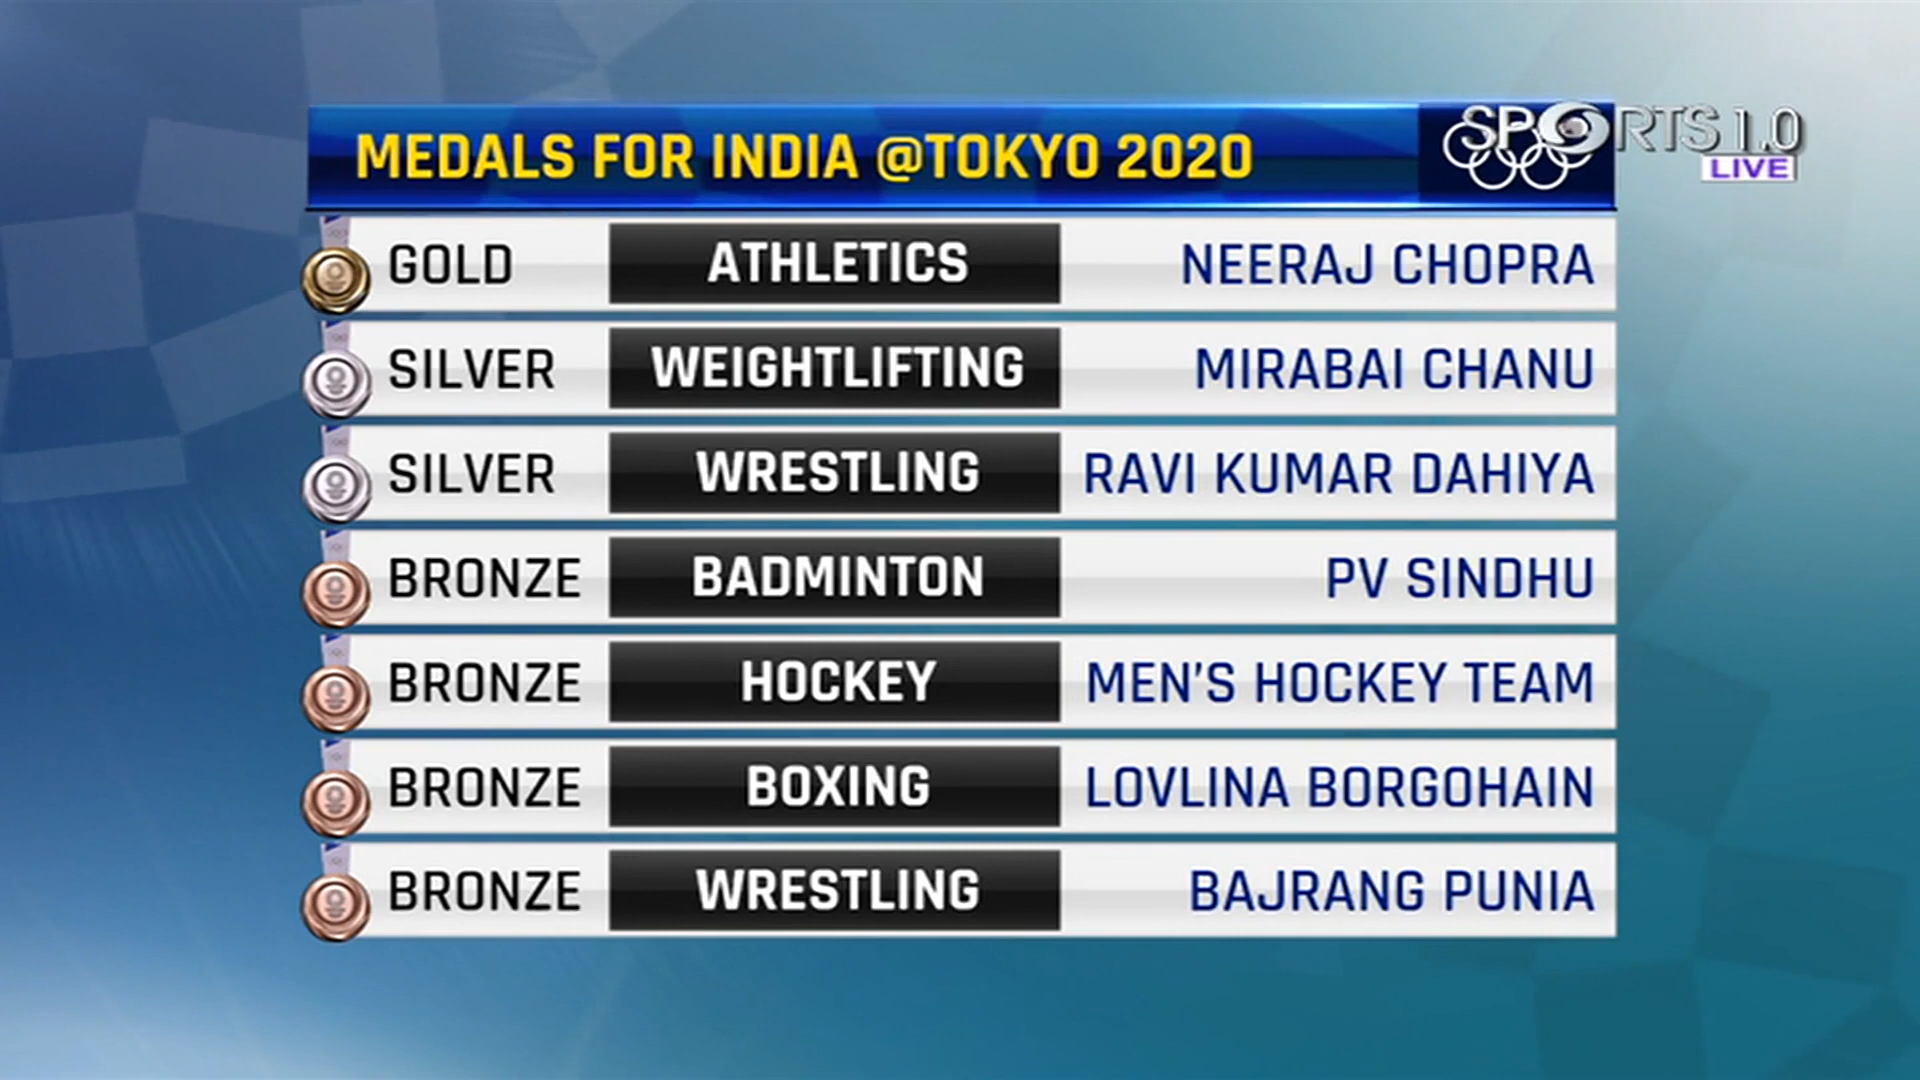 MEDALS FOR INDIA @TOKYO 2020
SPORTS 1.0
LIVE
GOLD ATHLETICS NEERAJ CHOPRA
SILVER WEIGHTLIFTING MIRABAI CHANU
SILVER WRESTLING RAVI KUMAR DAHIYA
BRONZE BADMINTON PV SINDHU
BRONZE HOCKEY MEN'S HOCKEY TEAM
BRONZE BOXING LOVLINA BORGOHAIN
BRONZE WRESTLING BAJRANG PUNIA